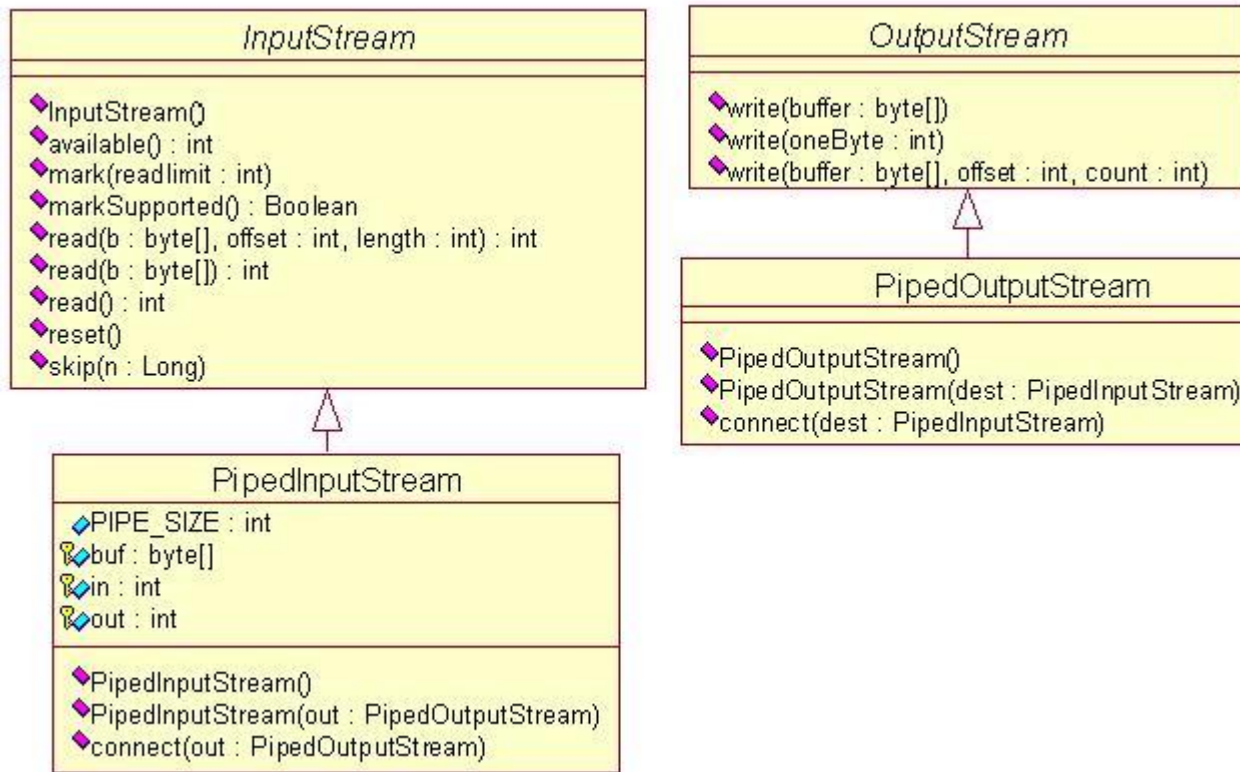 InputStream
InputStream()
available() : int
mark(readlimit : int)
markSupported() : Boolean
read(b : byte[], offset : int, length : int) : int
read(b : byte[]) : int
read() : int
reset()
skip(n : Long)
PipedInputStream
PIPE_SIZE : int
buf : byte[]
in : int
out : int
PipedInputStream()
PipedInputStream(out : PipedOutputStream)
connect(out : PipedOutputStream)
OutputStream
write(buffer : byte[])
write(oneByte : int)
write(buffer : byte[], offset : int, count : int)
PipedOutputStream
PipedOutputStream()
PipedOutputStream(dest : PipedInputStream)
connect(dest : PipedInputStream)